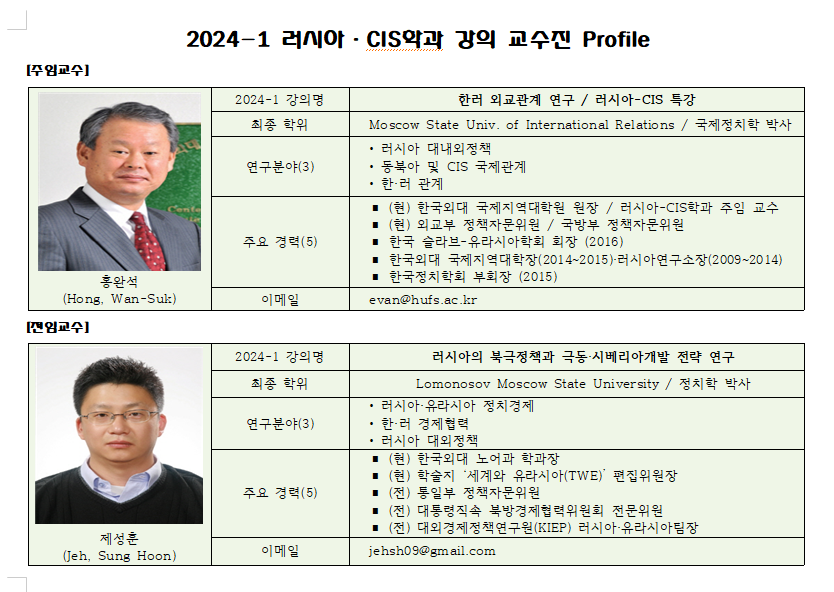 2024-1 러시아·CIS학과 강의 교수진 Profile
[주임교수]
2024-1 강의명
한러 외교관계 연구 / 러시아-CIS 특강
최종 학위
Moscow State Univ. of International Relations / 국제정치학 박사
연구분야(3)
• 러시아 대내외정책
• 동북아 및 CIS 국제관계
• 한·러 관계
주요 경력(5)
■ (현) 한국외대 국제지역대학원 원장 / 러시아-CIS학과 주임 교수
■ (현) 외교부 정책자문위원 / 국방부 정책자문위원
■ 한국 슬라브-유라시아학회 회장 (2016)
■ 한국외대 국제지역대학장(2014~2015)·러시아연구소장(2009~2014)
■ 한국정치학회 부회장 (2015)
이메일
evan@hufs.ac.kr
홍완석
(Hong, Wan-Suk)
[전임교수]
2024-1 강의명
러시아의 북극정책과 극동·시베리아개발 전략 연구
최종 학위
Lomonosov Moscow State University / 정치학 박사
연구분야(3)
• 러시아·유라시아 정치경제
• 한·러 경제협력
• 러시아 대외정책
주요 경력(5)
■ (현) 한국외대 노어과 학과장
■ (현) 학술지 ‘세계와 유라시아(TWE)’ 편집위원장
■ (전) 통일부 정책자문위원
■ (전) 대통령직속 북방경제협력위원회 전문위원
■ (전) 대외경제정책연구원(KIEP) 러시아·유라시아팀장
이메일
jehsh09@gmail.com
제성훈
(Jeh, Sung Hoon)